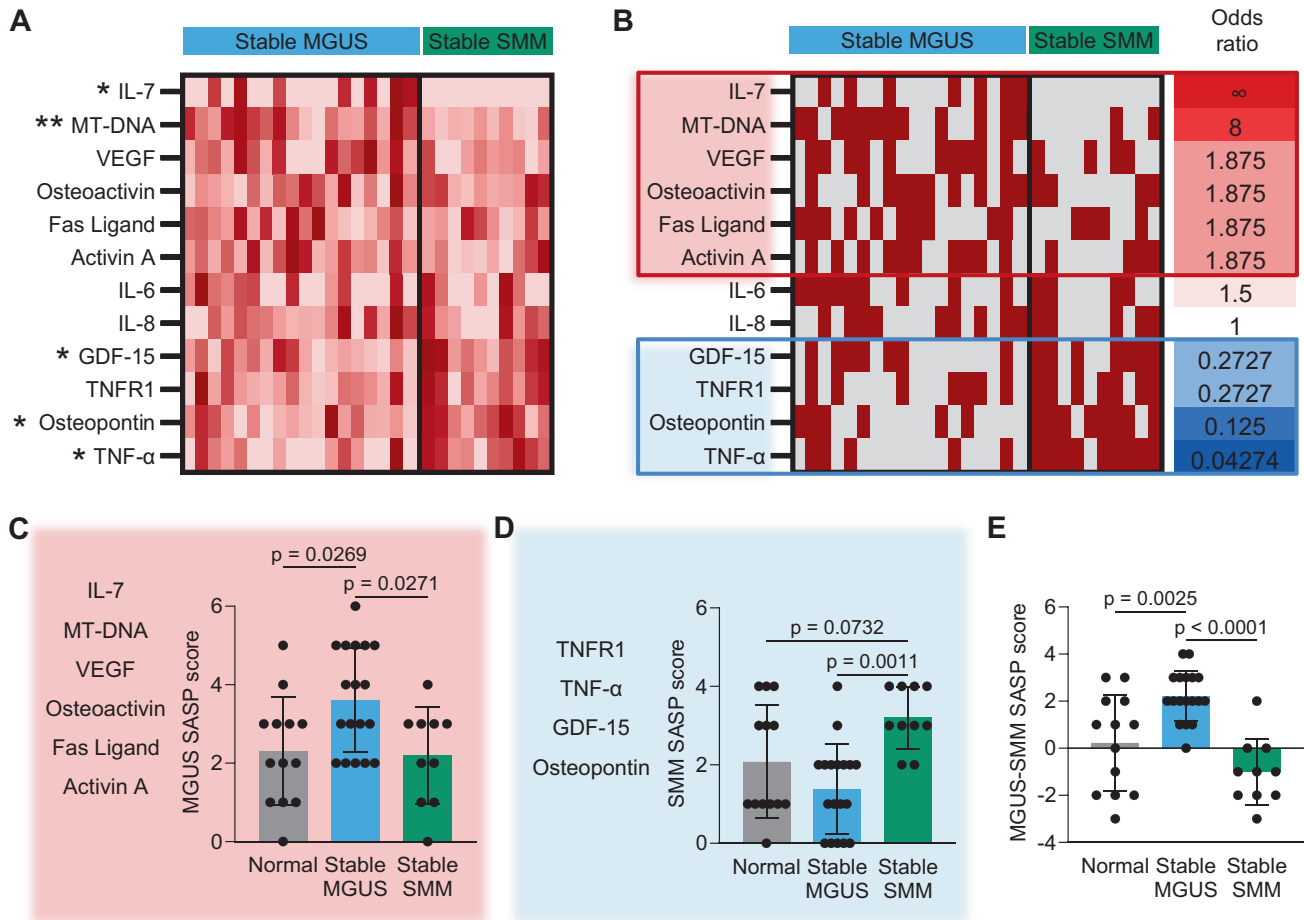 A
Stable MGUS
Stable SMM
* IL-7
** MT-DNA
VEGF
Osteoactivin
Fas Ligand
Activin A
IL-6
IL-8
* GDF-15
TNFR1
* Osteopontin
* TNF-α
B
Stable MGUS
Stable SMM
Odds
ratio
IL-7 ∞
MT-DNA 8
VEGF 1.875
Osteoactivin 1.875
Fas Ligand 1.875
Activin A 1.875
IL-6 1.5
IL-8 1
GDF-15 0.2727
TNFR1 0.2727
Osteopontin 0.125
TNF-α 0.04274
C
IL-7
MT-DNA
VEGF
Osteoactivin
Fas Ligand
Activin A
MGUS SASP score
6
4
2
0
p = 0.0269
p = 0.0271
Normal
Stable
MGUS
Stable
SMM
D
TNFR1
TNF-α
GDF-15
Osteopontin
SMM SASP score
6
4
2
0
p = 0.0732
p = 0.0011
Normal
Stable
MGUS
Stable
SMM
E
MGUS-SMM SASP score
6
4
2
0
-2
-4
p = 0.0025
p < 0.0001
Normal
Stable
MGUS
Stable
SMM